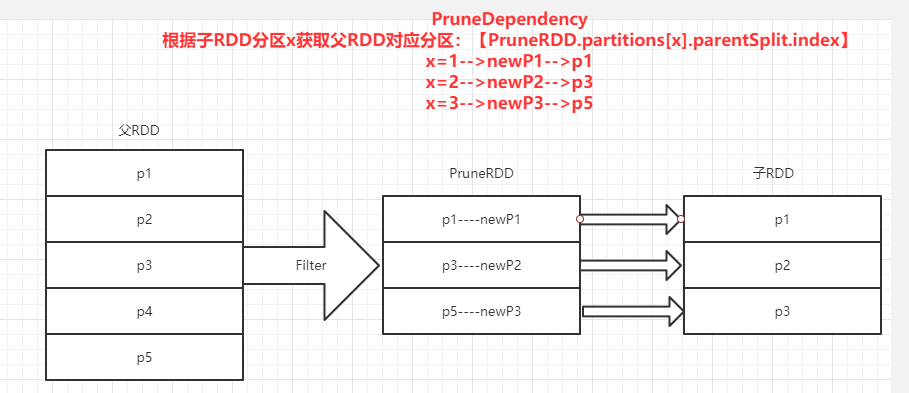 PruneDependency
根据子RDD分区x获取父RDD对应分区：【PruneRDD.partitions[x].parentSplit.index】
x=1-->newP1-->p1
x=2-->newP2-->p3
x=3-->newP3-->p5
父RDD
p1
p2
p3
p4
p5
Filter
PruneRDD
p1----newP1
p3----newP2
p5----newP3
子RDD
p1
p2
p3